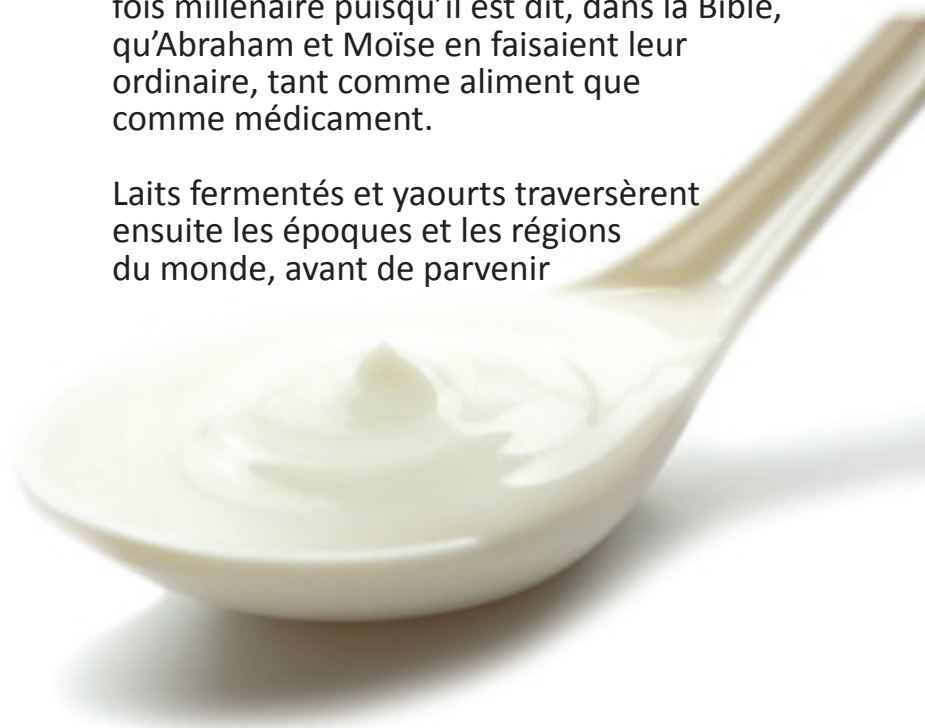 fois millénaire puisqu’il est dit, dans la Bible,
qu’Abraham et Moïse en faisaient leur
ordinaire, tant comme aliment que
comme médicament.
Laits fermentés et yaourts traversèrent
ensuite les époques et les régions
du monde, avant de parvenir